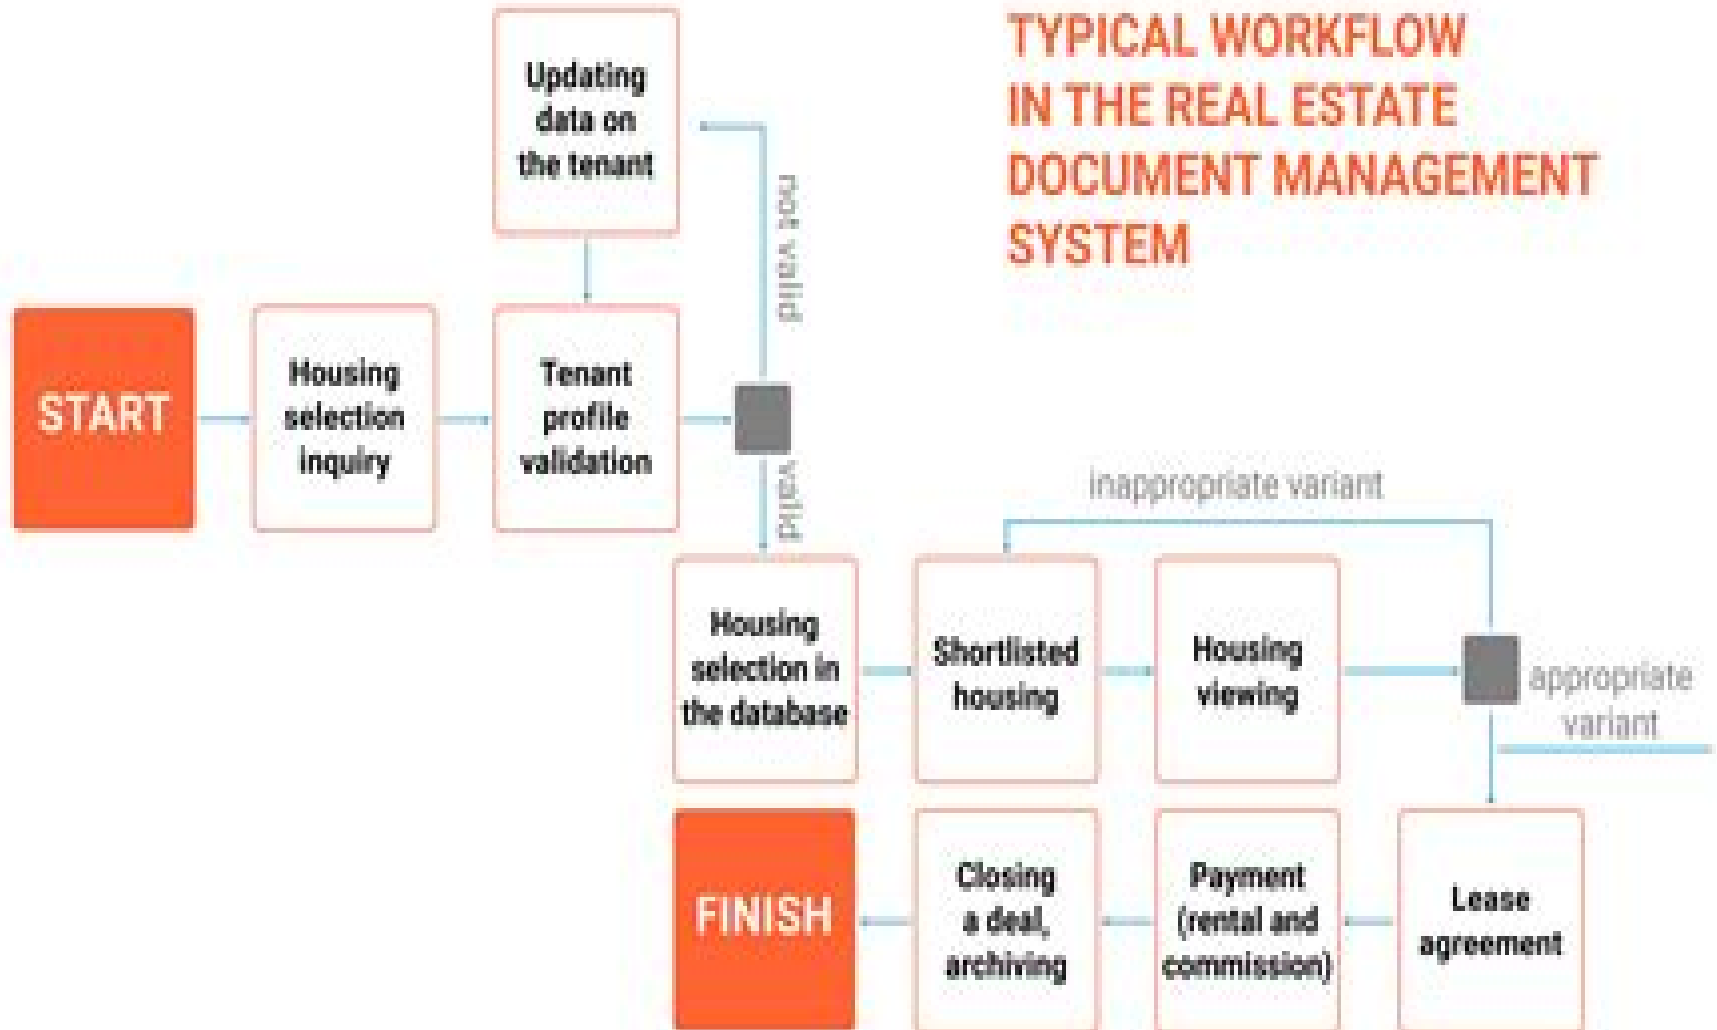 TYPICAL WORKFLOW
IN THE REAL ESTATE
DOCUMENT MANAGEMENT
SYSTEM
Updating
data on
the tenant
not valid
START
Housing
selection
inquiry
Tenant
profile
validation
valid
inappropriate variant
Housing
selection in
the database
Shortlisted
housing
Housing
viewing
appropriate
variant
FINISH
Closing
a deal,
archiving
Payment
(rental and
commission)
Lease
agreement